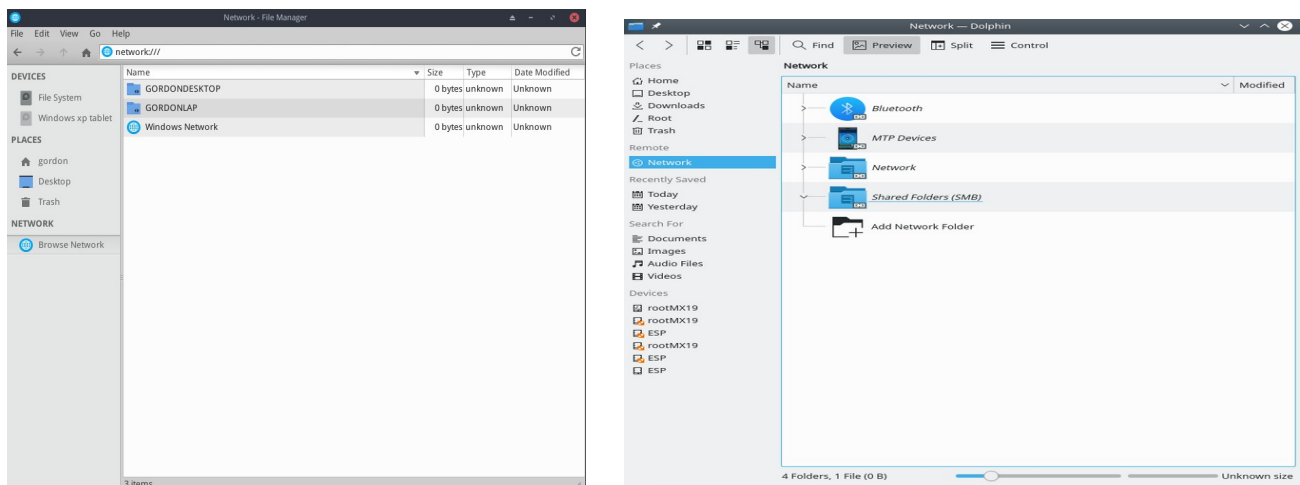 Network - File Manager
File Edit View Go Help
network:///
DEVICES
File System
Windows xp tablet
PLACES
gordon
Desktop
Trash
NETWORK
Browse Network
Name Size Type Date Modified
GORDONDESKTOP 0 bytes unknown Unknown
GORDONLAP 0 bytes unknown Unknown
Windows Network 0 bytes unknown Unknown
3 items
Network — Dolphin
Find Preview Split Control
Places
Home
Desktop
Downloads
Root
Trash
Remote
Network
Recently Saved
Today
Yesterday
Search For
Documents
Images
Audio Files
Videos
Devices
rootMX19
rootMX19
ESP
rootMX19
ESP
ESP
Network
Name Modified
Bluetooth
MTP Devices
Network
Shared Folders (SMB)
Add Network Folder
4 Folders, 1 File (0 B) Unknown size